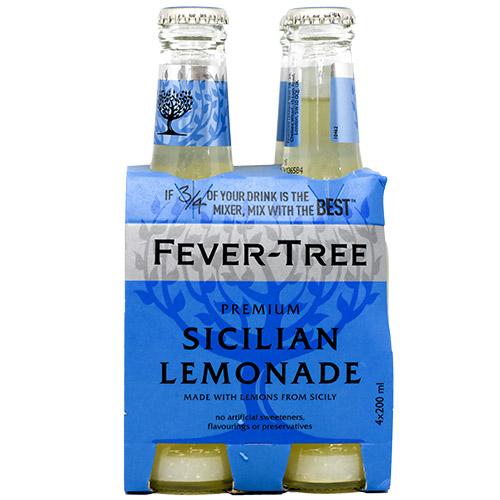 IF 3/4 OF YOUR DRINK IS THE
MIXER, MIX WITH THE BEST™
FEVER-TREE
PREMIUM
SICILIAN
LEMONADE
MADE WITH LEMONS FROM SICILY
no artificial sweeteners,
flavourings or preservatives
4x200 ml